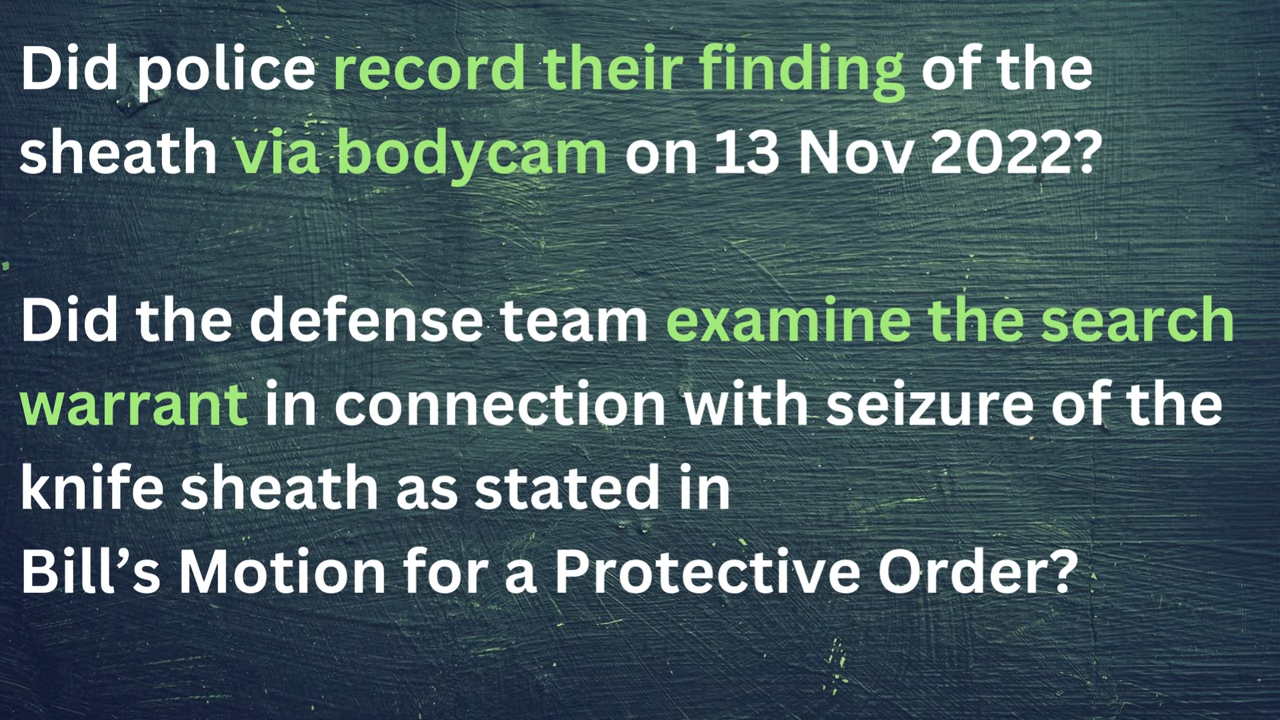 Did police record their finding of the
sheath via bodycam on 13 Nov 2022?
Did the defense team examine the search
warrant in connection with seizure of the
knife sheath as stated in
Bill’s Motion for a Protective Order?